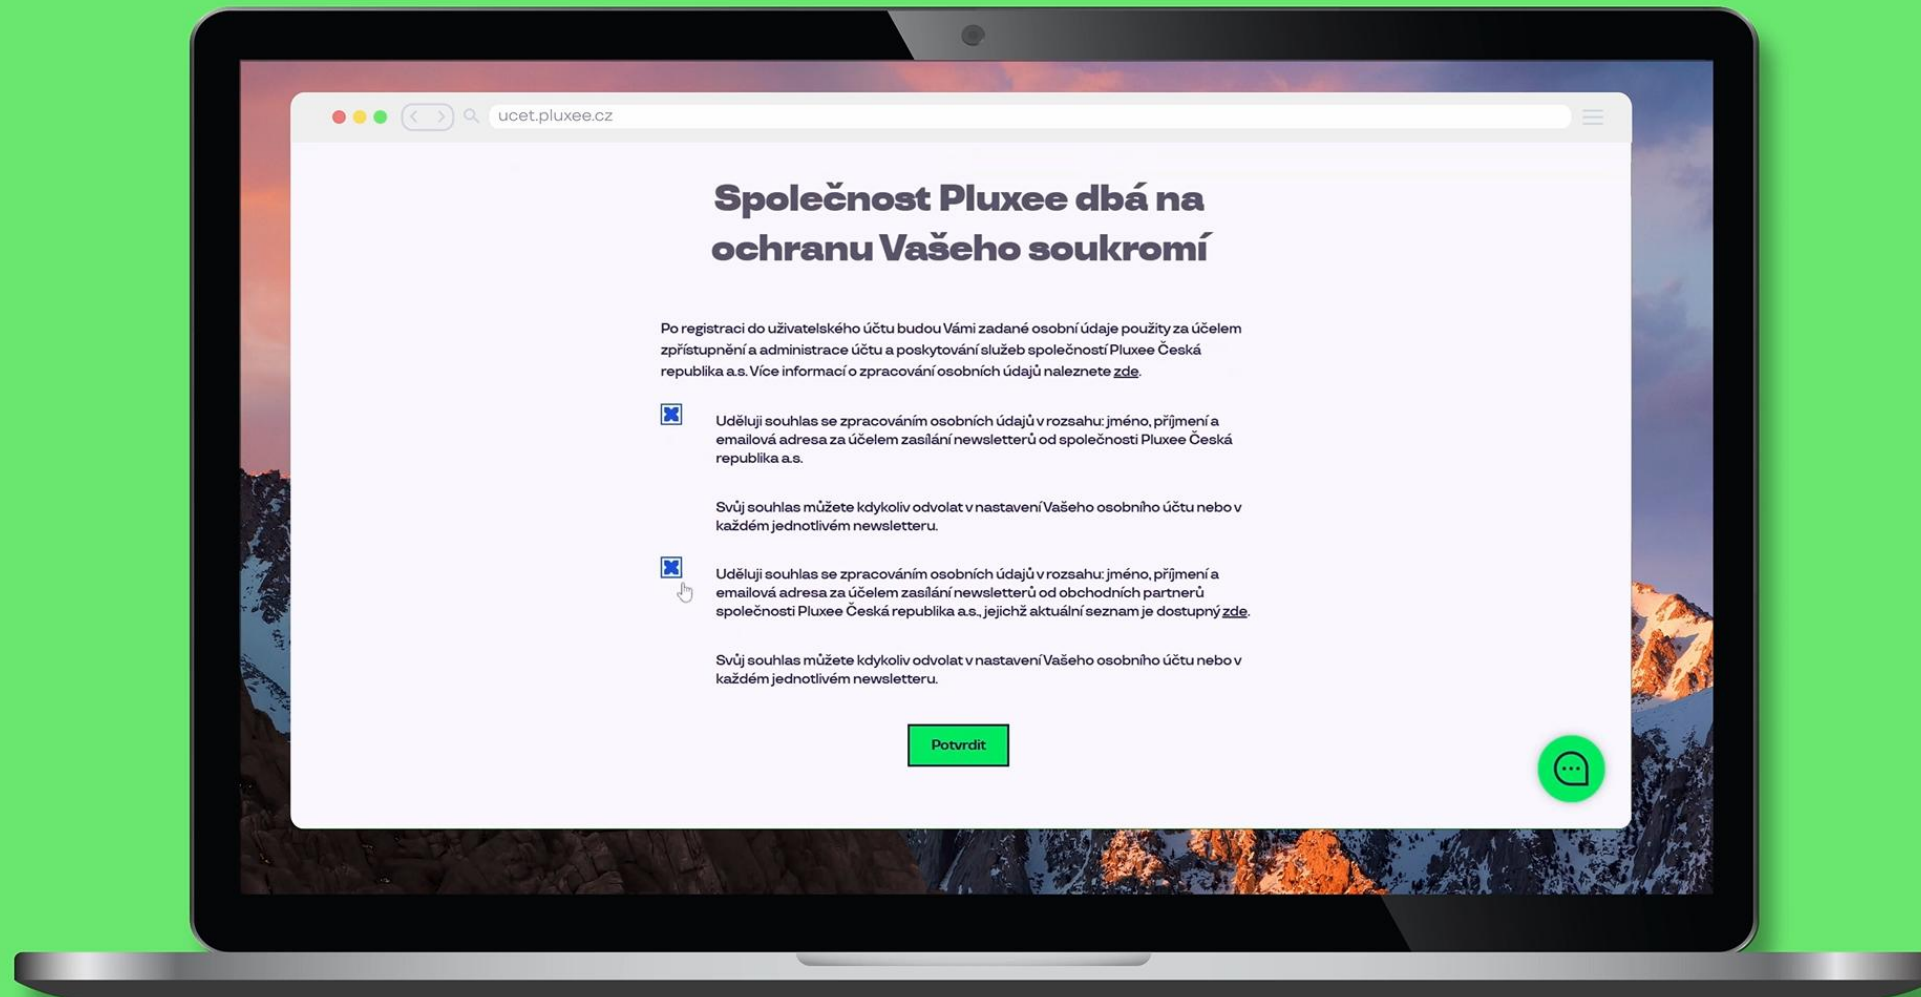 ucet.pluxee.cz
Společnost Pluxee dbá na
ochranu Vašeho soukromí
Po registraci do uživatelského účtu budou Vámi zadané osobní údaje použity za účelem
zpřístupnění a administrace účtu a poskytování služeb společností Pluxee Česká
republika a.s. Více informací o zpracování osobních údajů naleznete zde.
Uděluji souhlas se zpracováním osobních údajů v rozsahu: jméno, příjmení a
emailová adresa za účelem zasílání newsletterů od společnosti Pluxee Česká
republika a.s.
Svůj souhlas můžete kdykoliv odvolat v nastavení Vašeho osobního účtu nebo v
každém jednotlivém newsletteru.
Uděluji souhlas se zpracováním osobních údajů v rozsahu: jméno, příjmení a
emailová adresa za účelem zasílání newsletterů od obchodních partnerů
společnosti Pluxee Česká republika a.s., jejichž aktuální seznam je dostupný zde.
Svůj souhlas můžete kdykoliv odvolat v nastavení Vašeho osobního účtu nebo v
každém jednotlivém newsletteru.
Potvrdit